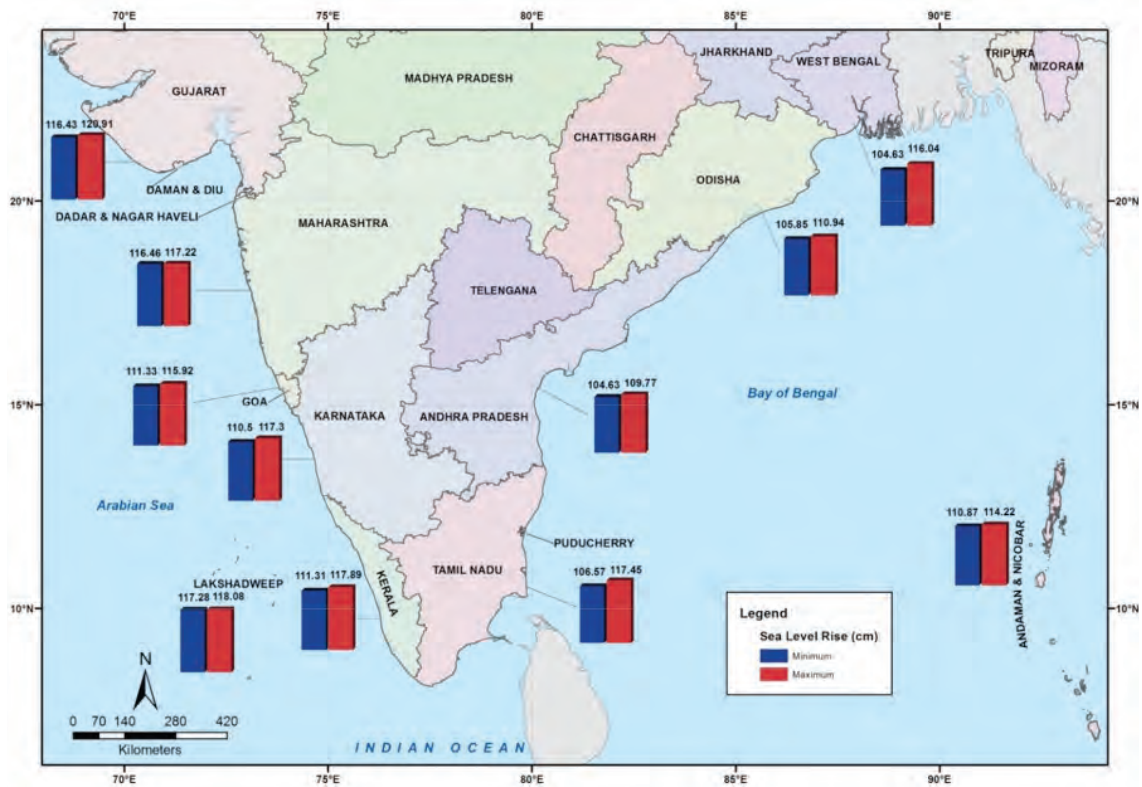 70°E 75°E 80°E 85°E 90°E
JHARKHAND
WEST BENGAL
TRIPURA
MIZORAM
MADHYA PRADESH
GUJARAT
116.43 120.91
CHATTISGARH
104.63 116.04
DAMAN & DIU
ODISHA
20°N 20°N
DADAR & NAGAR HAVELI
MAHARASHTRA
105.85 110.94
116.46 117.22
TELENGANA
111.33 115.92
104.63 109.77
Bay of Bengal
15°N 15°N
GOA
KARNATAKA
ANDHRA PRADESH
110.5 117.3
Arabian Sea
110.87 114.22
PUDUCHERRY
ANDAMAN & NICOBAR
TAMIL NADU
KERALA
LAKSHADWEEP
111.31 117.89
106.57 117.45
117.28 118.08
10°N 10°N
Legend
Sea Level Rise (cm)
Minimum
Maximum
N
0 70 140 280 420
Kilometers
INDIAN OCEAN
70°E 75°E 80°E 85°E 90°E